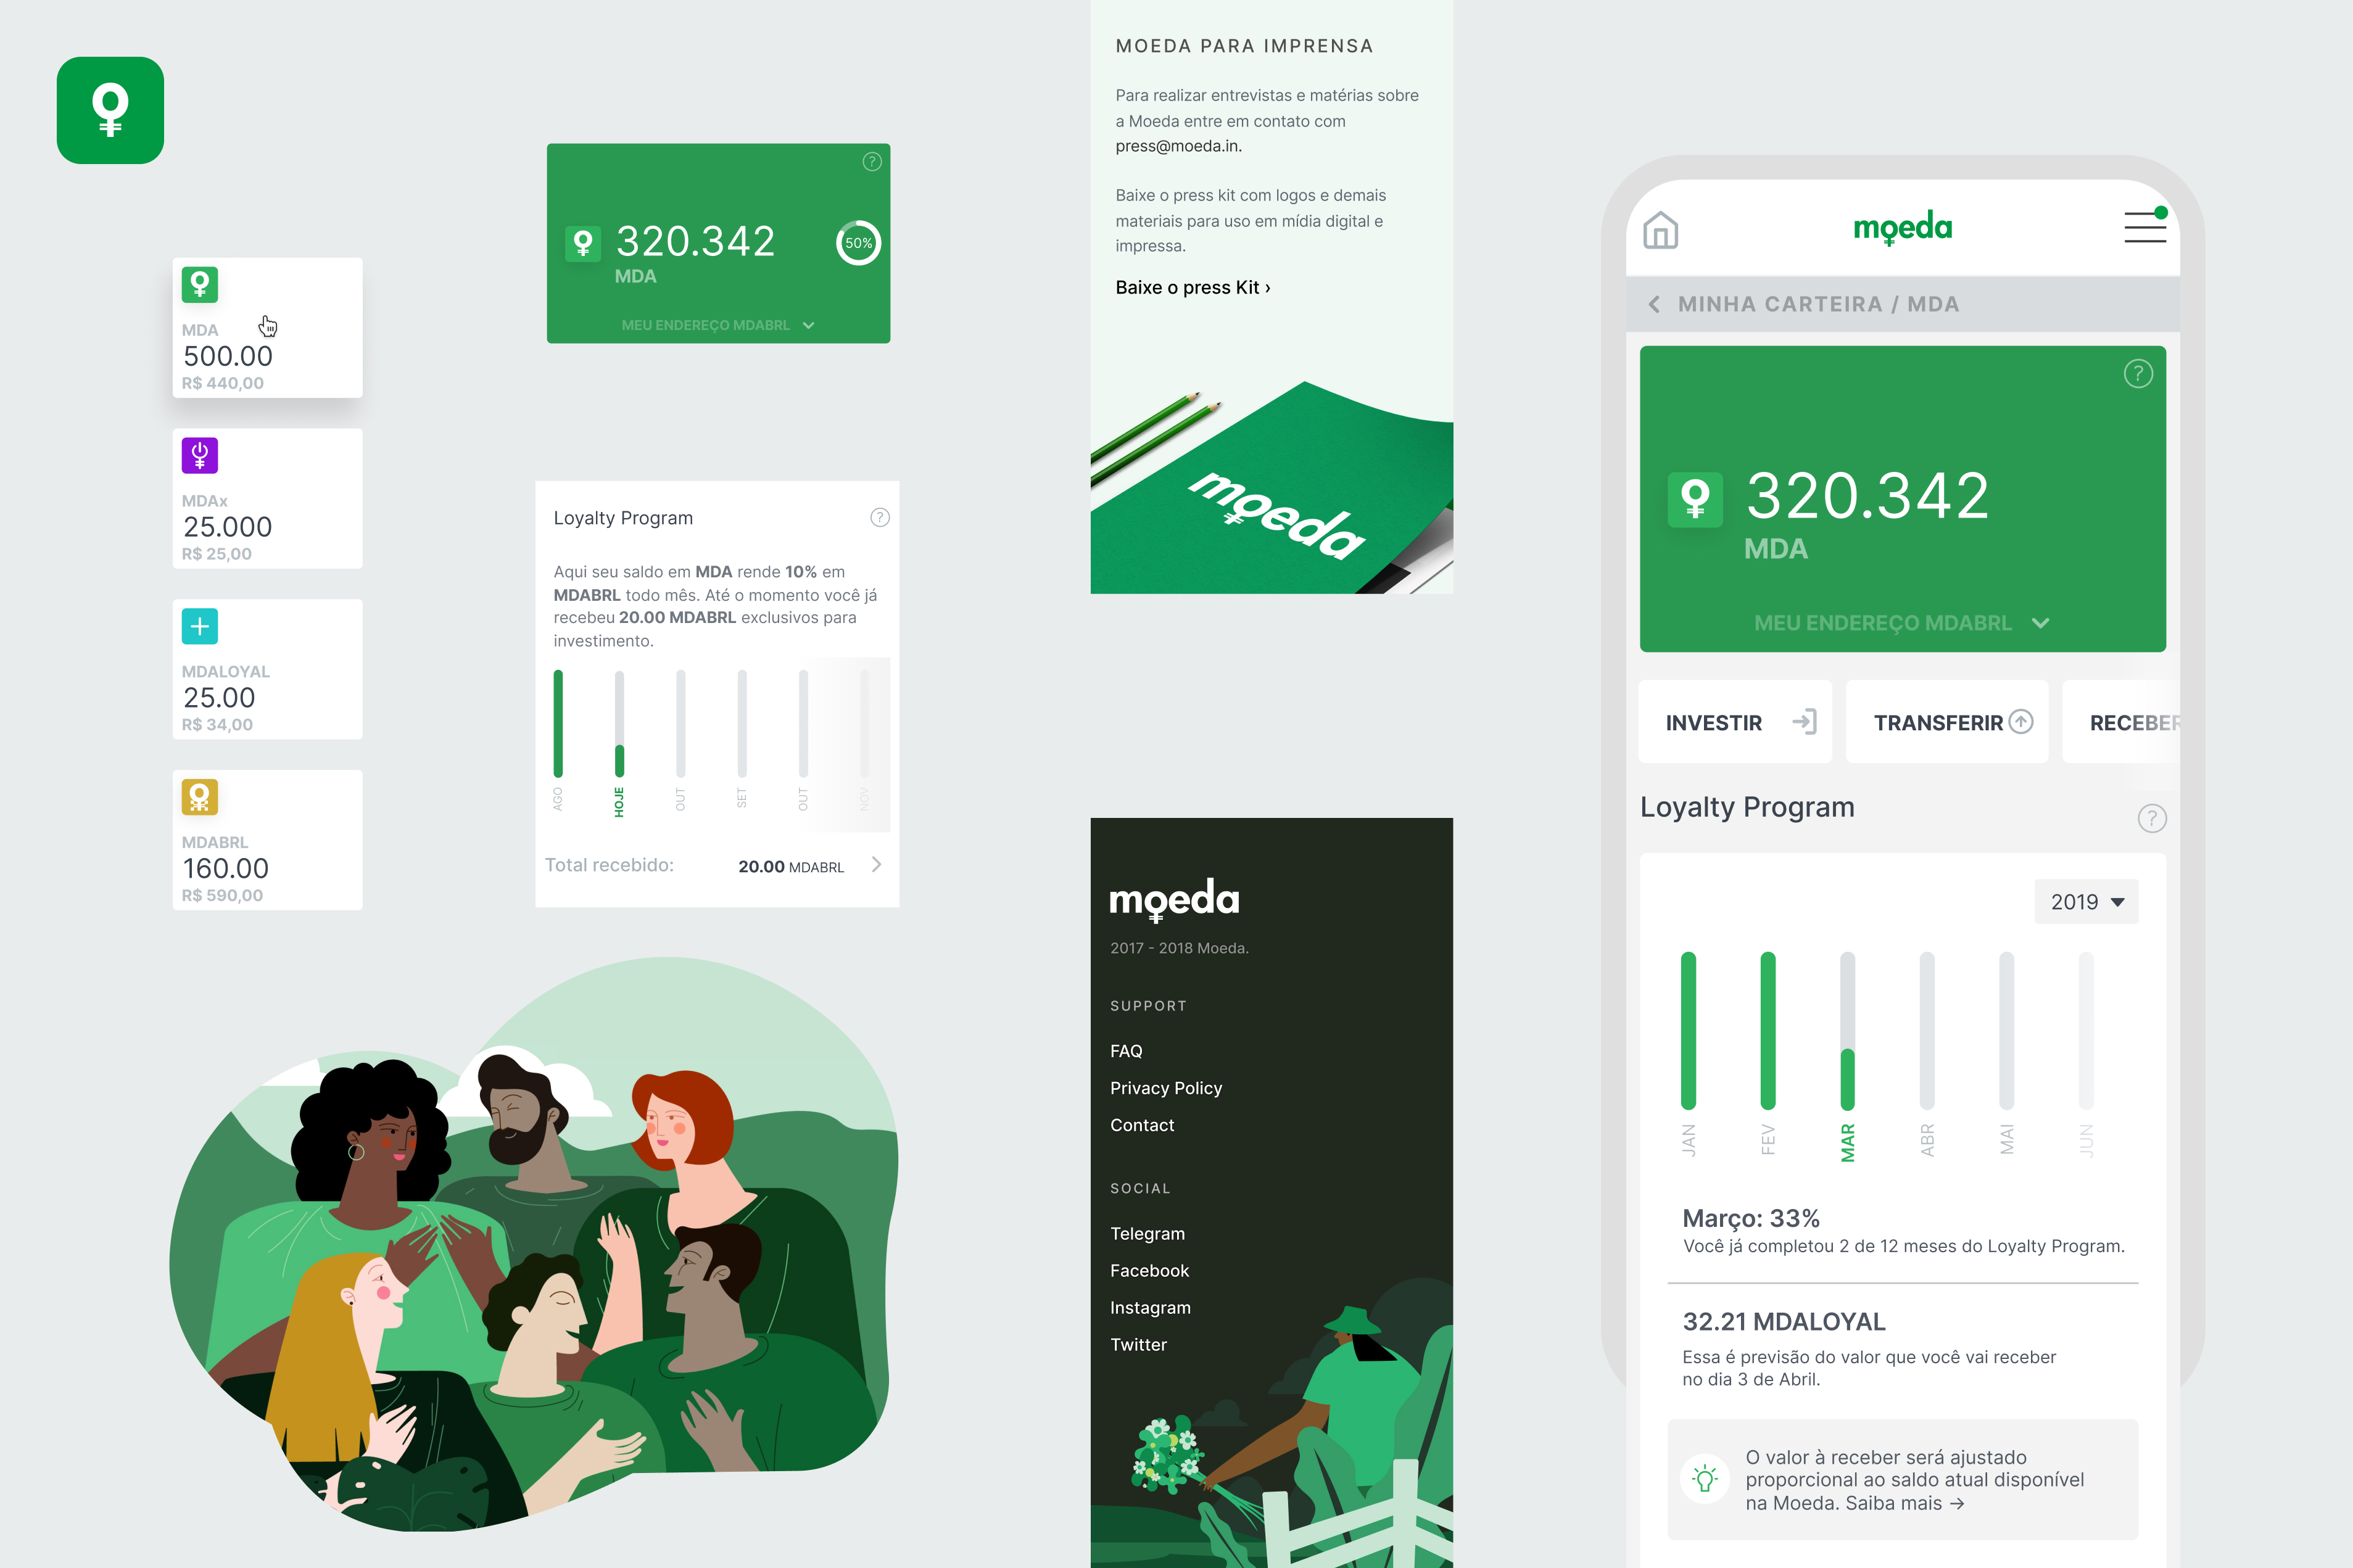 MDA
500.00
R$ 440,00
MDAx
25.000
R$ 25,00
MDALOYAL
25.00
R$ 34,00
MDABRL
160.00
R$ 590,00
?
320.342
MDA
50%
MEU ENDEREÇO MDABRL
Loyalty Program
?
Aqui seu saldo em MDA rende 10% em
MDABRL todo mês. Até o momento você já
recebeu 20.00 MDABRL exclusivos para
investimento.
AGO
HOJE
OUT
SET
OUT
NOV
Total recebido: 20.00 MDABRL
MOEDA PARA IMPRENSA
Para realizar entrevistas e matérias sobre
a Moeda entre em contato com
press@moeda.in.
Baixe o press kit com logos e demais
materiais para uso em mídia digital e
impressa.
Baixe o press Kit ›
moeda
moeda
2017 - 2018 Moeda.
SUPPORT
FAQ
Privacy Policy
Contact
SOCIAL
Telegram
Facebook
Instagram
Twitter
moeda
MINHA CARTEIRA / MDA
?
320.342
MDA
MEU ENDEREÇO MDABRL
INVESTIR
TRANSFERIR
RECEBER
Loyalty Program
?
2019
JAN
FEV
MAR
ABR
MAI
JUN
Março: 33%
Você já completou 2 de 12 meses do Loyalty Program.
32.21 MDALOYAL
Essa é previsão do valor que você vai receber
no dia 3 de Abril.
O valor à receber será ajustado
proporcional ao saldo atual disponível
na Moeda. Saiba mais →